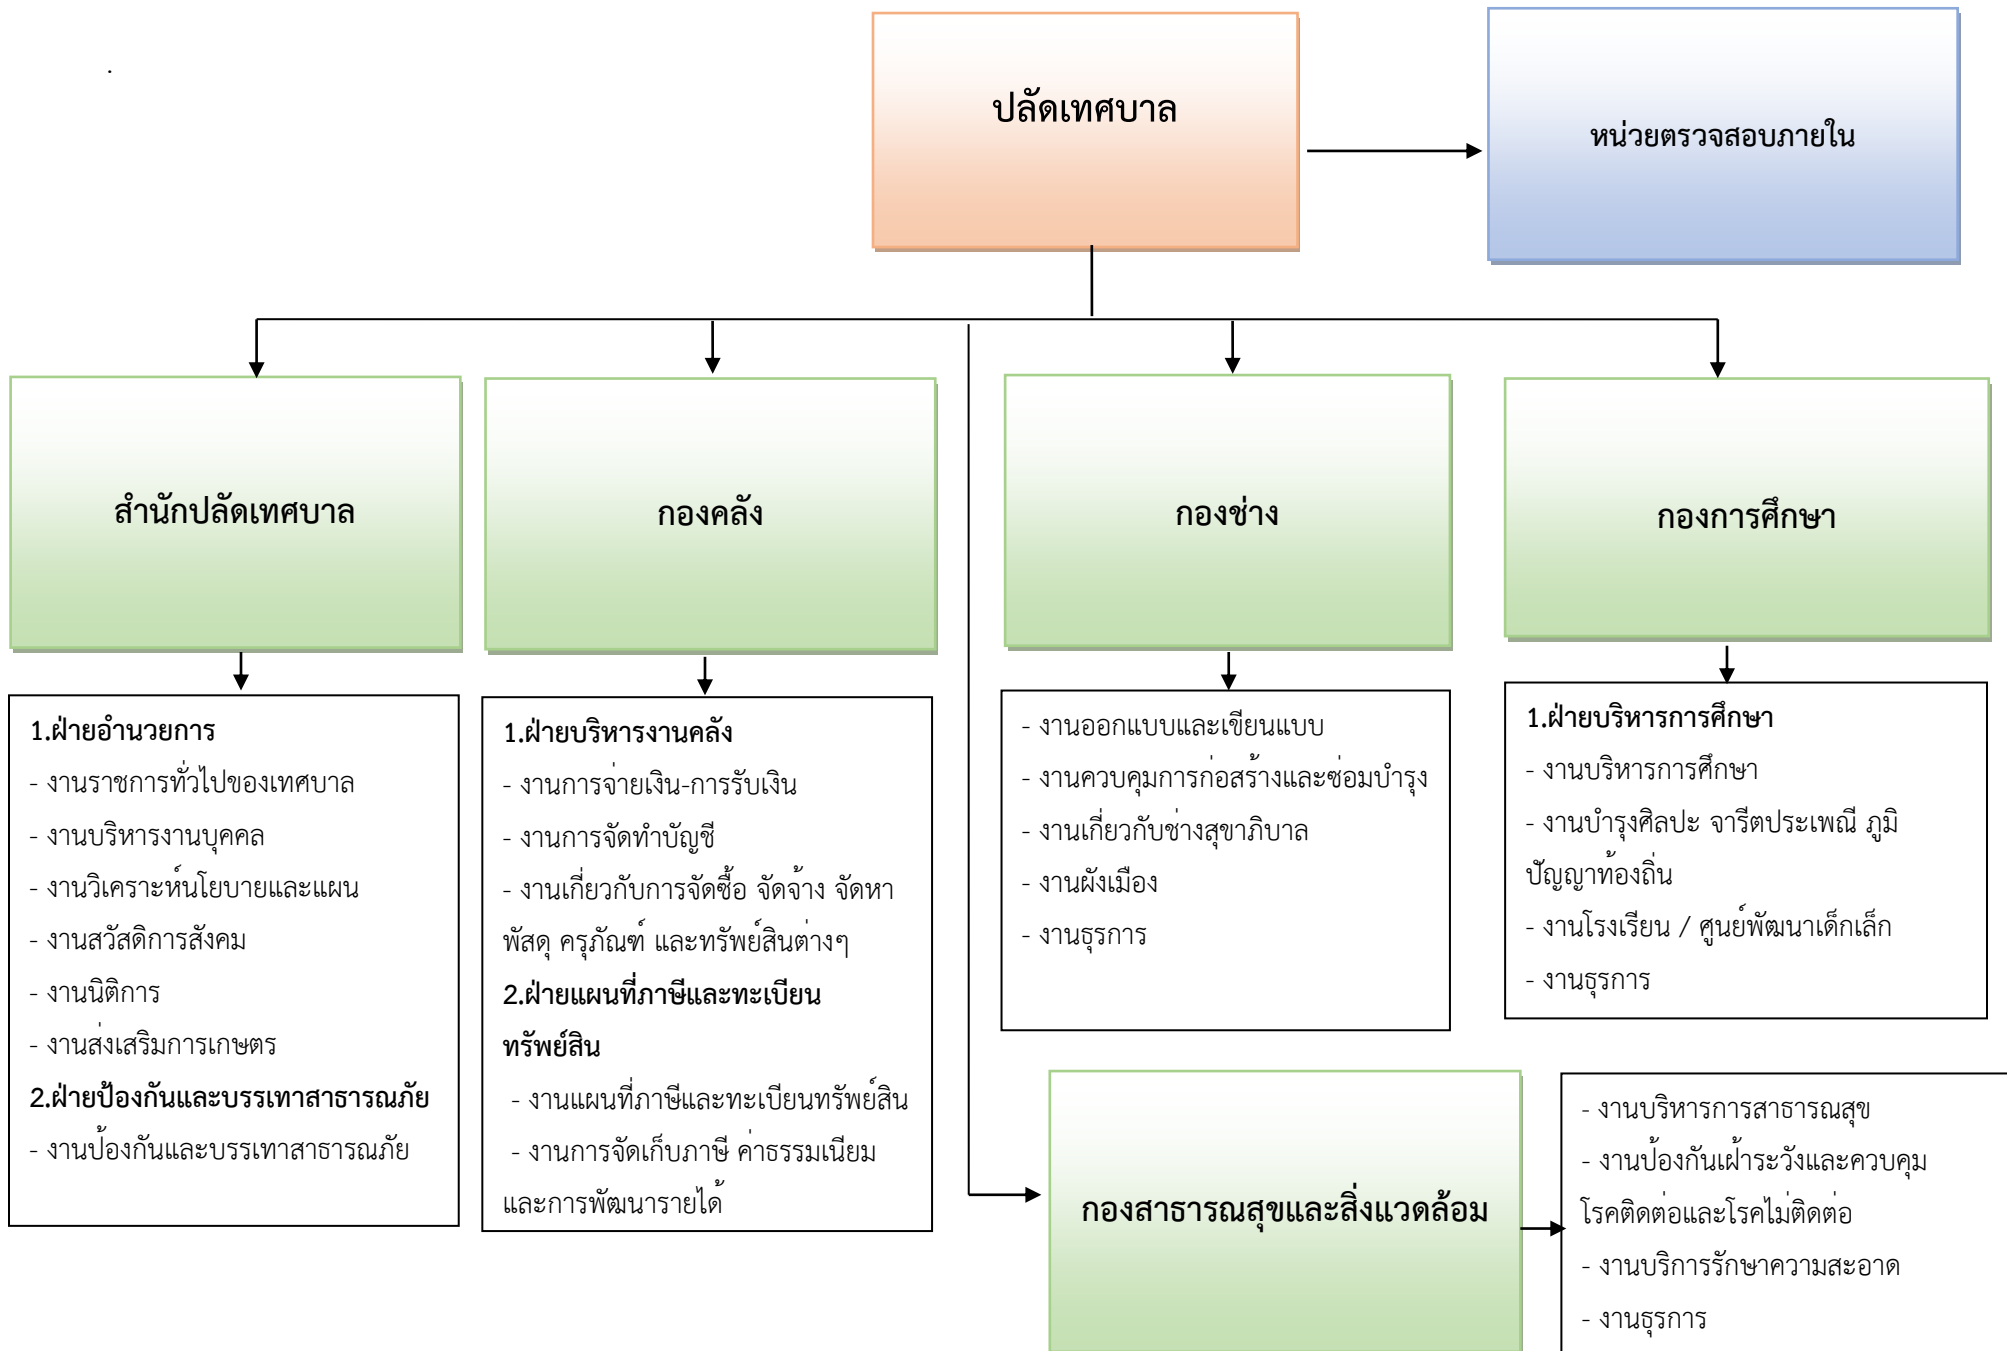 .
ปลัดเทศบาล
หน่วยตรวจสอบภายใน
สำนักปลัดเทศบาล
กองคลัง
กองช่าง
กองการศึกษา
1.ฝ่ายอำนวยการ
- งานราชการทั่วไปของเทศบาล
- งานบริหารงานบุคคล
- งานวิเคราะห์นโยบายและแผน
- งานสวัสดิการสังคม
- งานนิติการ
- งานส่งเสริมการเกษตร
2.ฝ่ายป้องกันและบรรเทาสาธารณภัย
- งานป้องกันและบรรเทาสาธารณภัย
1.ฝ่ายบริหารงานคลัง
- งานการจ่ายเงิน-การรับเงิน
- งานการจัดทำบัญชี
- งานเกี่ยวกับการจัดซื้อ จัดจ้าง จัดหา
พัสดุ ครุภัณฑ์ และทรัพย์สินต่างๆ
2.ฝ่ายแผนที่ภาษีและทะเบียน
ทรัพย์สิน
- งานแผนที่ภาษีและทะเบียนทรัพย์สิน
- งานการจัดเก็บภาษี ค่าธรรมเนียม
และการพัฒนารายได้
- งานออกแบบและเขียนแบบ
- งานควบคุมการก่อสร้างและซ่อมบำรุง
- งานเกี่ยวกับช่างสุขาภิบาล
- งานผังเมือง
- งานธุรการ
1.ฝ่ายบริหารการศึกษา
- งานบริหารการศึกษา
- งานบำรุงศิลปะ จารีตประเพณี ภูมิ
ปัญญาท้องถิ่น
- งานโรงเรียน / ศูนย์พัฒนาเด็กเล็ก
- งานธุรการ
กองสาธารณสุขและสิ่งแวดล้อม
- งานบริหารการสาธารณสุข
- งานป้องกันเฝ้าระวังและควบคุม
โรคติดต่อและโรคไม่ติดต่อ
- งานบริการรักษาความสะอาด
- งานธุรการ